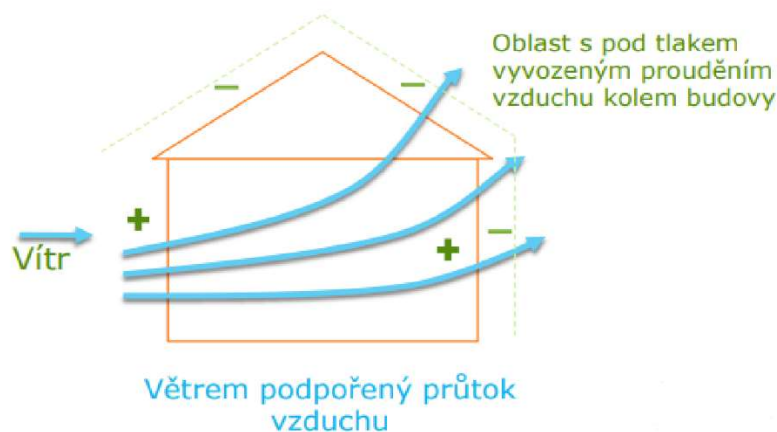 Oblast s pod tlakem
vyvozeným prouděním
vzduchu kolem budovy
Vítr
Větrem podpořený průtok
vzduchu